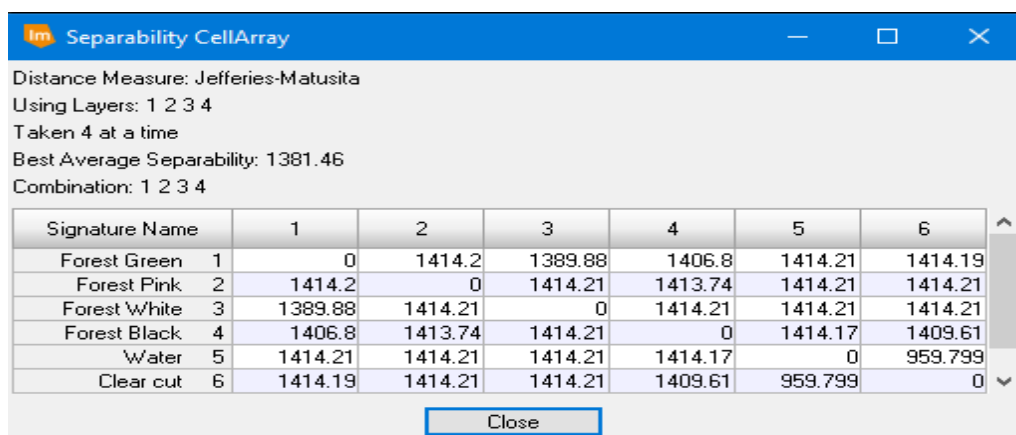 Im Separability CellArray
Distance Measure: Jefferies-Matusita
Using Layers: 1 2 3 4
Taken 4 at a time
Best Average Separability: 1381.46
Combination: 1 2 3 4
Signature Name 1 2 3 4 5 6
Forest Green 1 0 1414.2 1389.88 1406.8 1414.21 1414.19
Forest Pink 2 1414.2 0 1414.21 1413.74 1414.21 1414.21
Forest White 3 1389.88 1414.21 0 1414.21 1414.21 1414.21
Forest Black 4 1406.8 1413.74 1414.21 0 1414.17 1409.61
Water 5 1414.21 1414.21 1414.21 1414.17 0 959.799
Clear cut 6 1414.19 1414.21 1414.21 1409.61 959.799 0
Close